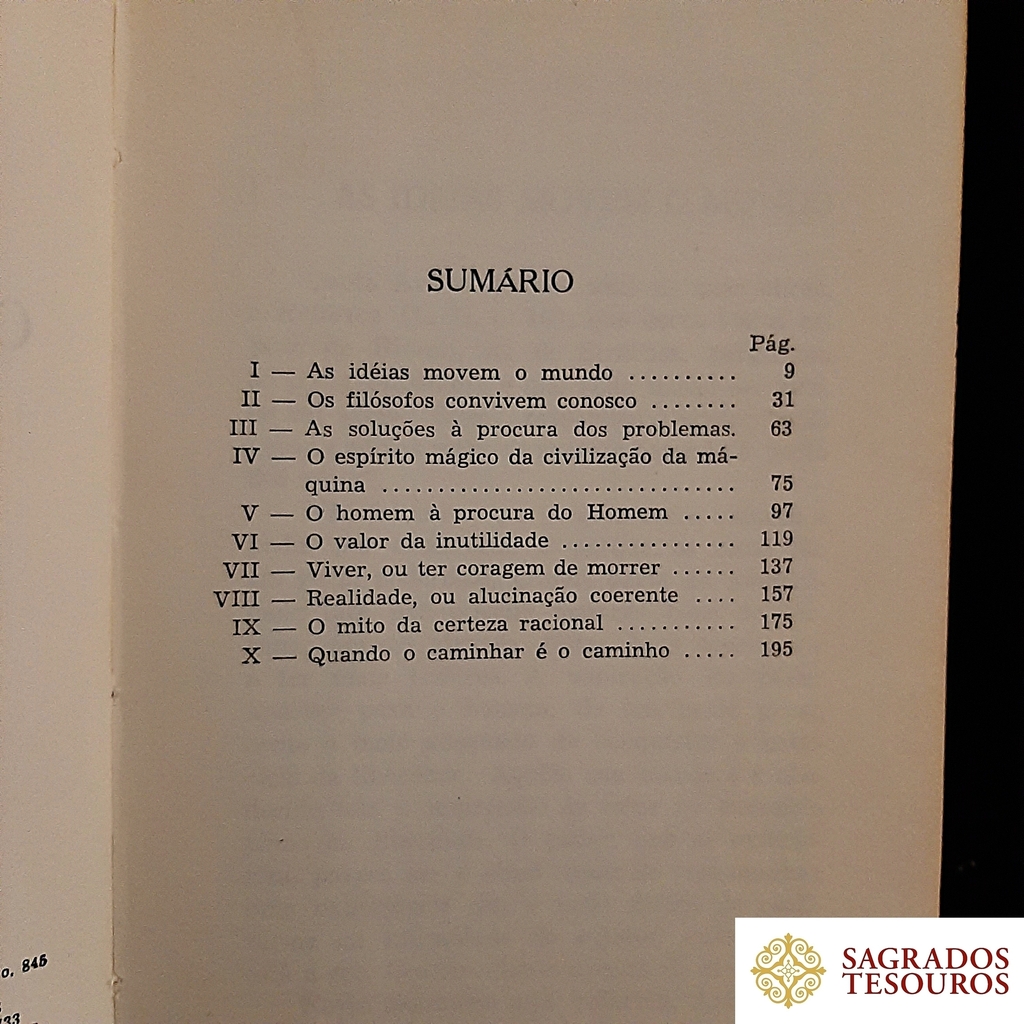 SUMÁRIO
Pág.
I — As idéias movem o mundo .......... 9
II — Os filósofos convivem conosco ........ 31
III — As soluções à procura dos problemas. 63
IV — O espírito mágico da civilização da má-
quina ................................ 75
V — O homem à procura do Homem ..... 97
VI — O valor da inutilidade ................ 119
VII — Viver, ou ter coragem de morrer ...... 137
VIII — Realidade, ou alucinação coerente .... 157
IX — O mito da certeza racional ........... 175
X — Quando o caminhar é o caminho ..... 195
o. 845
SAGRADOS
TESOUROS